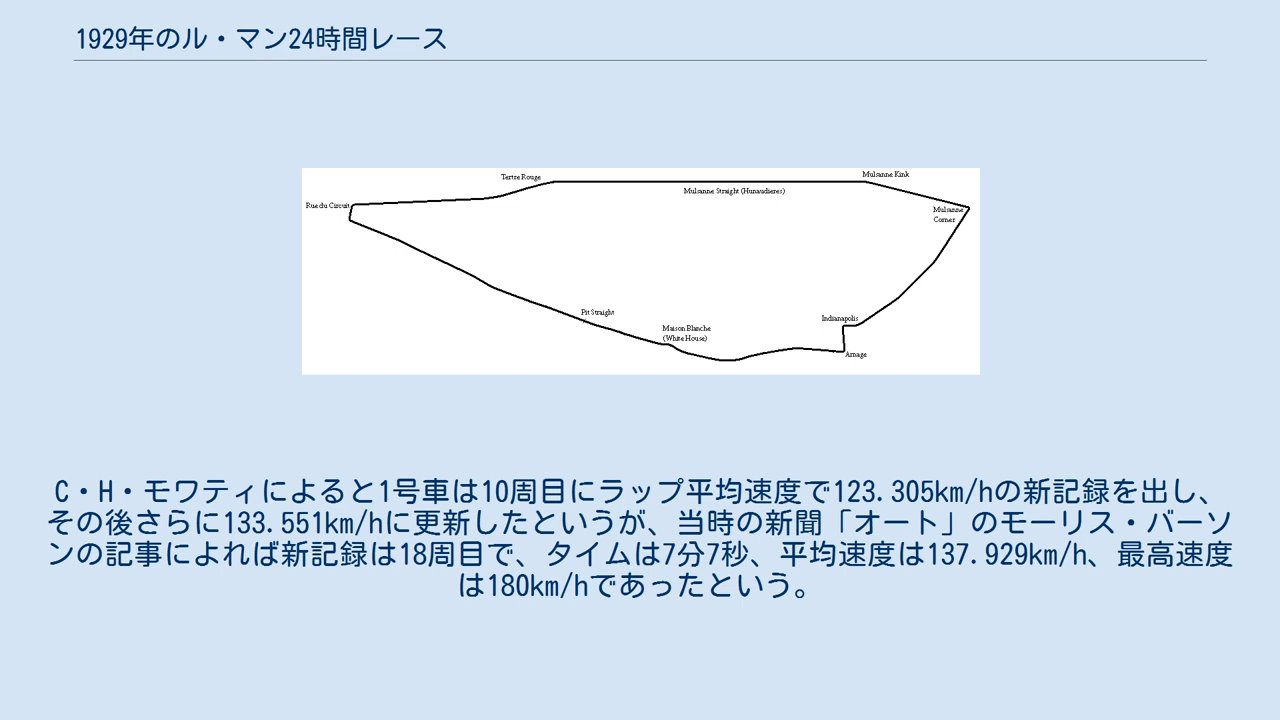 1929年のル・マン24時間レース
Tertre Rouge
Mulsanne Kink
Mulsanne Straight (Hunaudieres)
Rue du Circuit
Mulsanne
Corner
Pit Straight
Indianapolis
Maison Blanche
(White House)
Arnage
C・H・モワティによると1号車は10周目にラップ平均速度で123.305km/hの新記録を出し、
その後さらに133.551km/hに更新したというが、当時の新聞「オート」のモーリス・バーソ
ンの記事によれば新記録は18周目で、タイムは7分7秒、平均速度は137.929km/h、最高速度
は180km/hであったという。